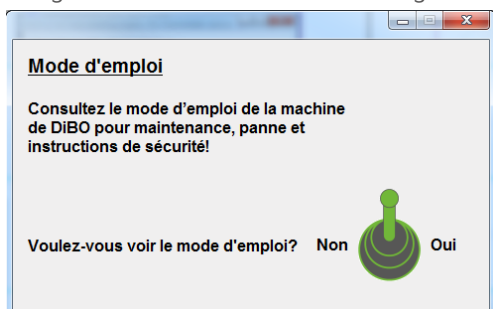 Mode d'emploi
Consultez le mode d'emploi de la machine
de DiBO pour maintenance, panne et
instructions de sécurité!
Voulez-vous voir le mode d'emploi? Non Oui